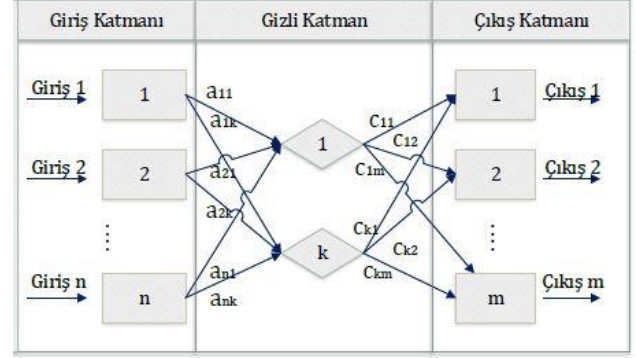 Giriş Katmanı Gizli Katman Çıkış Katmanı
Giriş 1 1 a11 1 Çıkış 1
a1k c11
c12
Giriş 2 2 a21 1 c1m 2 Çıkış 2
a2k
ck1
⋮ ⋮
k ck2
Giriş n n an1 ckm m Çıkış m
ank